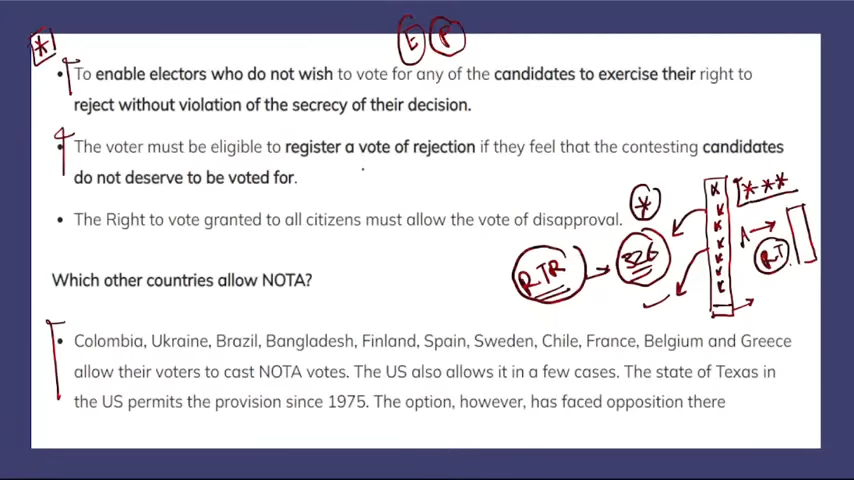 E P
• To enable electors who do not wish to vote for any of the candidates to exercise their right to
reject without violation of the secrecy of their decision.
• The voter must be eligible to register a vote of rejection if they feel that the contesting candidates
do not deserve to be voted for.
• The Right to vote granted to all citizens must allow the vote of disapproval.
RTR
326
A
RT
Which other countries allow NOTA?
• Colombia, Ukraine, Brazil, Bangladesh, Finland, Spain, Sweden, Chile, France, Belgium and Greece
allow their voters to cast NOTA votes. The US also allows it in a few cases. The state of Texas in
the US permits the provision since 1975. The option, however, has faced opposition there